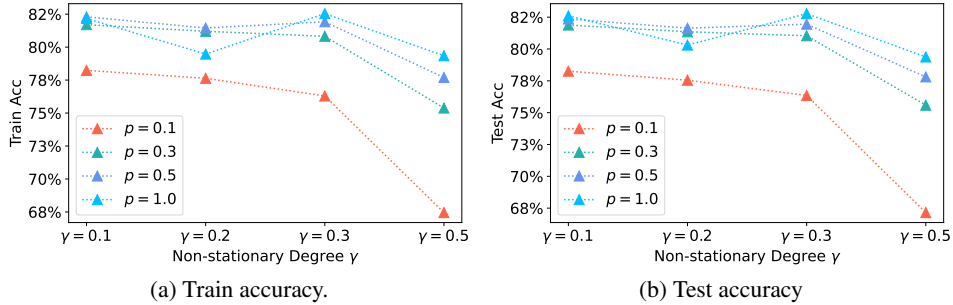 82%
80%
78%
75%
73%
70%
68%
Train Acc
p = 0.1
p = 0.3
p = 0.5
p = 1.0
γ = 0.1
γ = 0.2
γ = 0.3
γ = 0.5
Non-stationary Degree γ
(a) Train accuracy.
82%
80%
78%
75%
73%
70%
68%
Test Acc
p = 0.1
p = 0.3
p = 0.5
p = 1.0
γ = 0.1
γ = 0.2
γ = 0.3
γ = 0.5
Non-stationary Degree γ
(b) Test accuracy